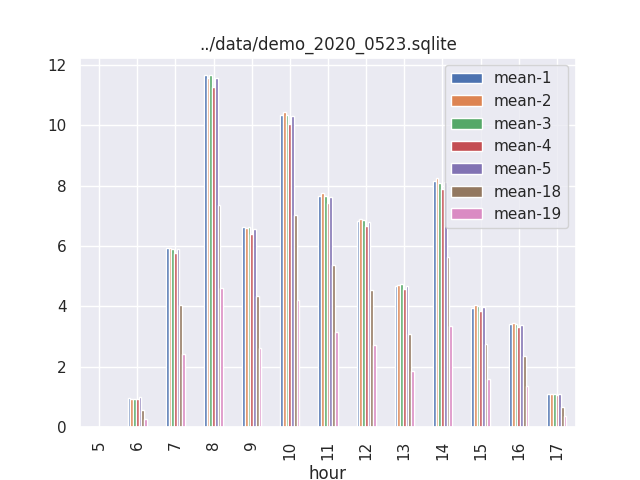 ../data/demo_2020_0523.sqlite
12
10
8
6
4
2
0
mean-1
mean-2
mean-3
mean-4
mean-5
mean-18
mean-19
5 6 7 8 9 10 11 12 13 14 15 16 17
hour